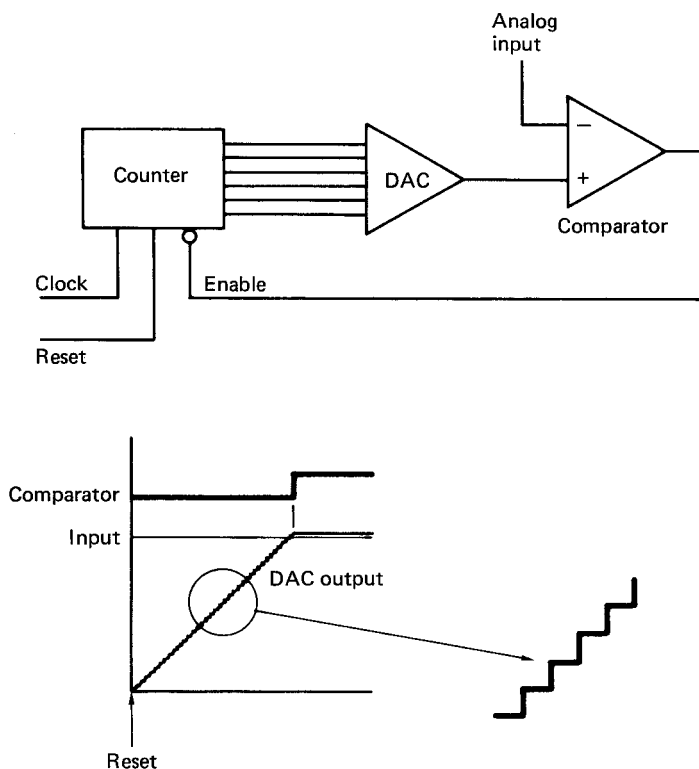 Analog
input
−
Counter
DAC
+
Comparator
Clock
Enable
Reset
Comparator
Input
DAC output
Reset